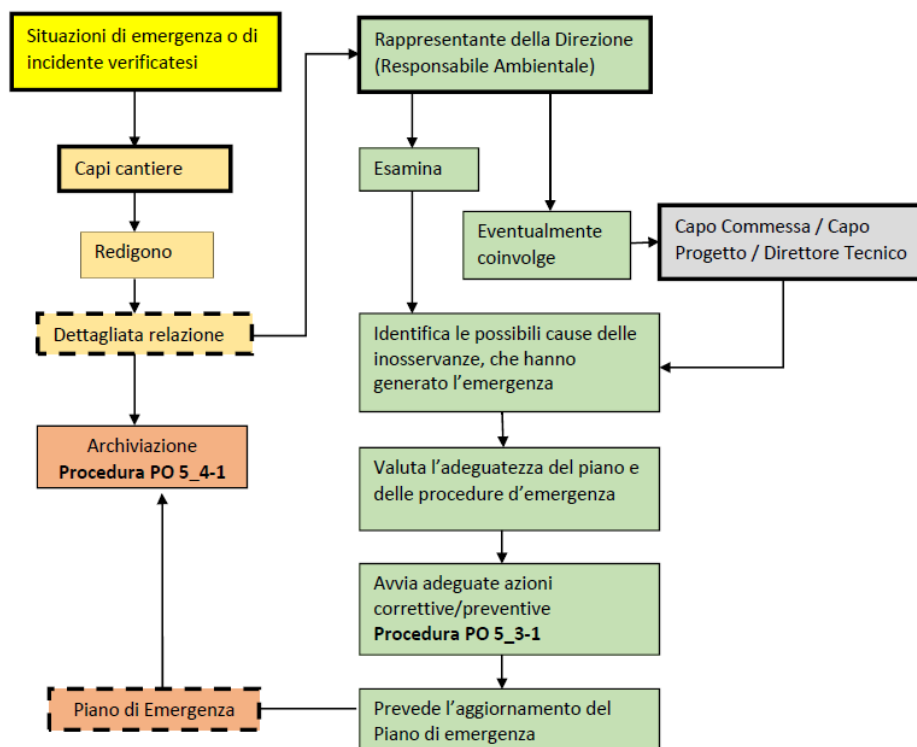 Situazioni di emergenza o di
incidente verificatesi
Rappresentante della Direzione
(Responsabile Ambientale)
Capi cantiere
Esamina
Redigono
Eventualmente
coinvolge
Capo Commessa / Capo
Progetto / Direttore Tecnico
Dettagliata relazione
Identifica le possibili cause delle
inosservanze, che hanno
generato l’emergenza
Archiviazione
Procedura PO 5_4-1
Valuta l’adeguatezza del piano e
delle procedure d’emergenza
Avvia adeguate azioni
correttive/preventive
Procedura PO 5_3-1
Piano di Emergenza
Prevede l’aggiornamento del
Piano di emergenza